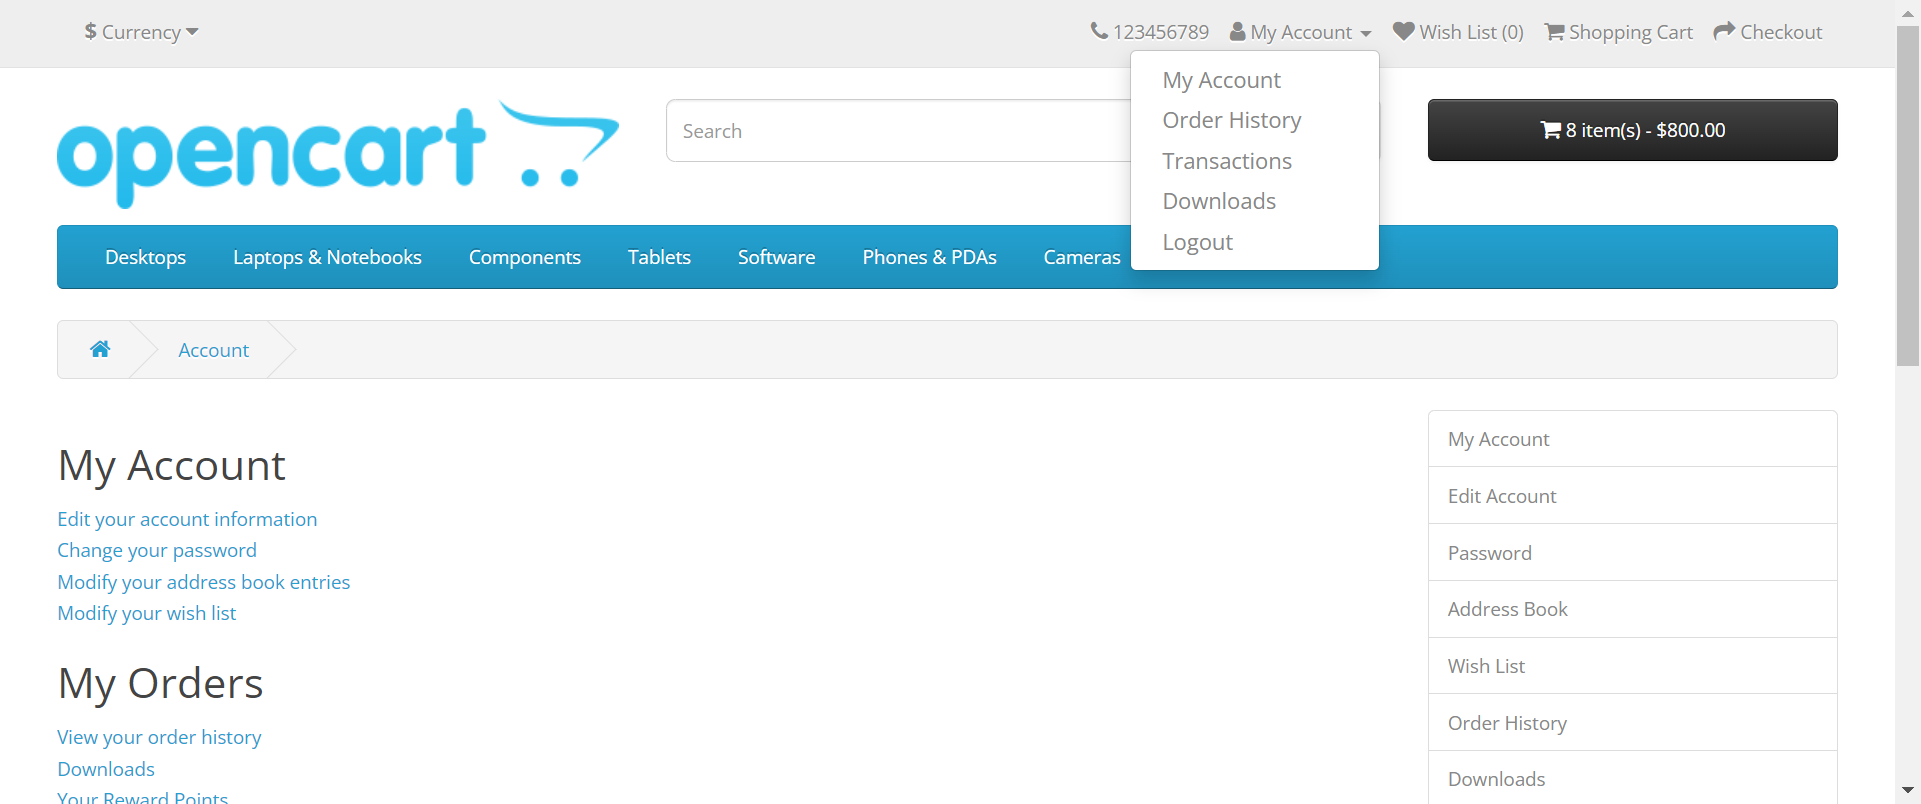 $ Currency
123456789 My Account Wish List (0) Shopping Cart Checkout
My Account
Order History
Transactions
Downloads
Logout
opencart
Search
8 item(s) - $800.00
Desktops Laptops & Notebooks Components Tablets Software Phones & PDAs Cameras
Account
My Account
Edit your account information
Change your password
Modify your address book entries
Modify your wish list
My Orders
View your order history
Downloads
Your Reward Points
My Account
Edit Account
Password
Address Book
Wish List
Order History
Downloads